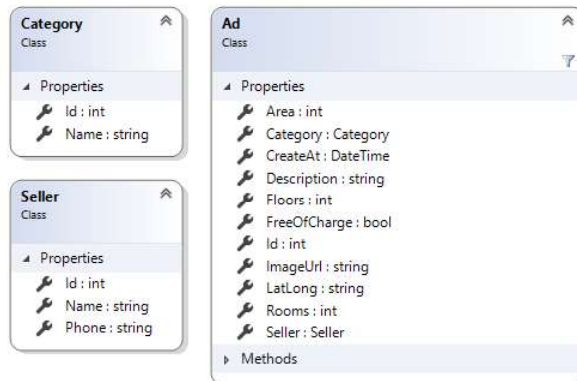 Category
Class
Properties
Id : int
Name : string
Seller
Class
Properties
Id : int
Name : string
Phone : string
Ad
Class
Properties
Area : int
Category : Category
CreateAt : DateTime
Description : string
Floors : int
FreeOfCharge : bool
Id : int
ImageUrl : string
LatLong : string
Rooms : int
Seller : Seller
Methods